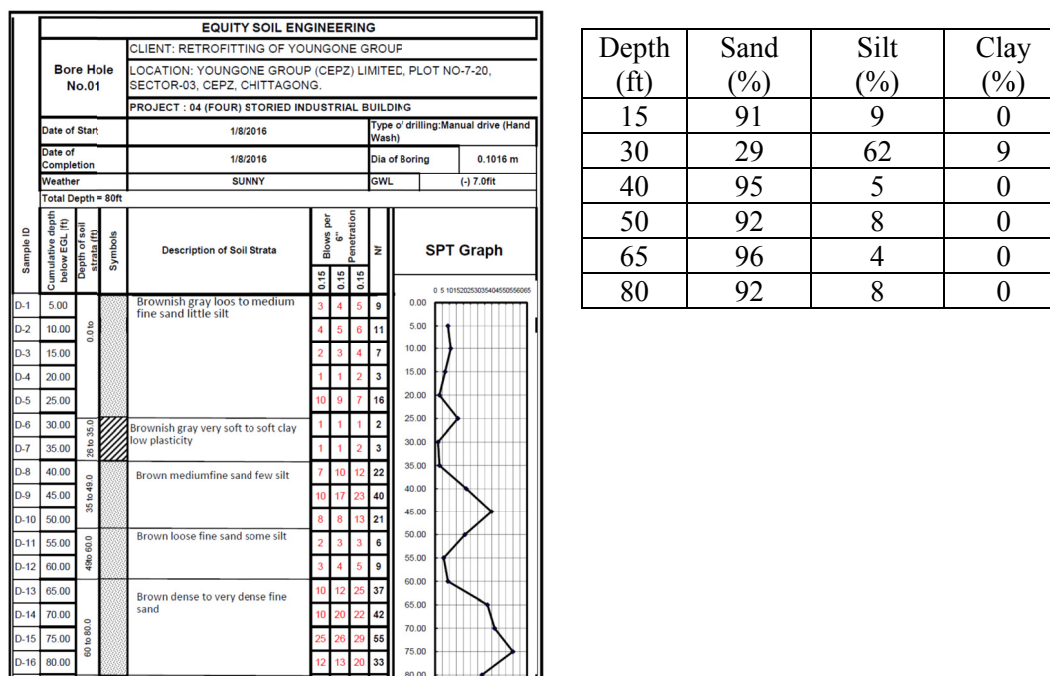 EQUITY SOIL ENGINEERING
Bore Hole No.01
CLIENT: RETROFITTING OF YOUNGONE GROUP
LOCATION: YOUNGONE GROUP (CEPZ) LIMITED, PLOT NO-7-20,
SECTOR-03, CEPZ, CHITTAGONG.
PROJECT : 04 (FOUR) STORIED INDUSTRIAL BUILDING
Date of Start 1/8/2016 Type of drilling:Manual drive (Hand Wash)
Date of Completion 1/8/2016 Dia of Boring 0.1016 m
Weather SUNNY GWL (-) 7.0fit
Total Depth = 80ft
Sample ID Cumulative depth below EGL (ft) Depth of soil strata (ft) Symbols Description of Soil Strata Blows per 6" Penetration Nf SPT Graph
0.15 0.15 0.15
0 5 101520253035404550556065
0.00
D-1 5.00 0.0 to Brownish gray loos to medium fine sand little silt 3 4 5 9 5.00
D-2 10.00 4 5 6 11 10.00
D-3 15.00 2 3 4 7 15.00
D-4 20.00 1 1 2 3 20.00
D-5 25.00 10 9 7 16 25.00
D-6 30.00 26 to 35.0 Brownish gray very soft to soft clay low plasticity 1 1 1 2 30.00
D-7 35.00 1 1 2 3 35.00
D-8 40.00 35 to 49.0 Brown mediumfine sand few silt 7 10 12 22 40.00
D-9 45.00 10 17 23 40 45.00
D-10 50.00 8 8 13 21 50.00
D-11 55.00 49to 60.0 Brown loose fine sand some silt 2 3 3 6 55.00
D-12 60.00 3 4 5 9 60.00
D-13 65.00 60 to 80.0 Brown dense to very dense fine sand 10 12 25 37 65.00
D-14 70.00 10 20 22 42 70.00
D-15 75.00 25 26 29 55 75.00
D-16 80.00 12 13 20 33 80.00
Depth (ft) Sand (%) Silt (%) Clay (%)
15 91 9 0
30 29 62 9
40 95 5 0
50 92 8 0
65 96 4 0
80 92 8 0